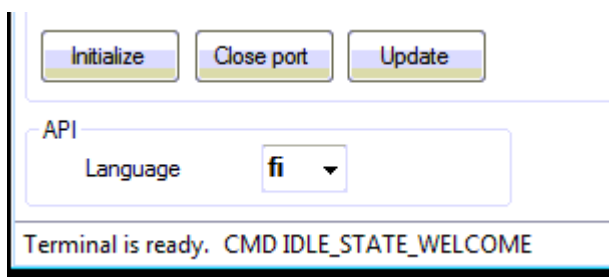 Initialize Close port Update
API
Language fi
Terminal is ready. CMD IDLE_STATE_WELCOME